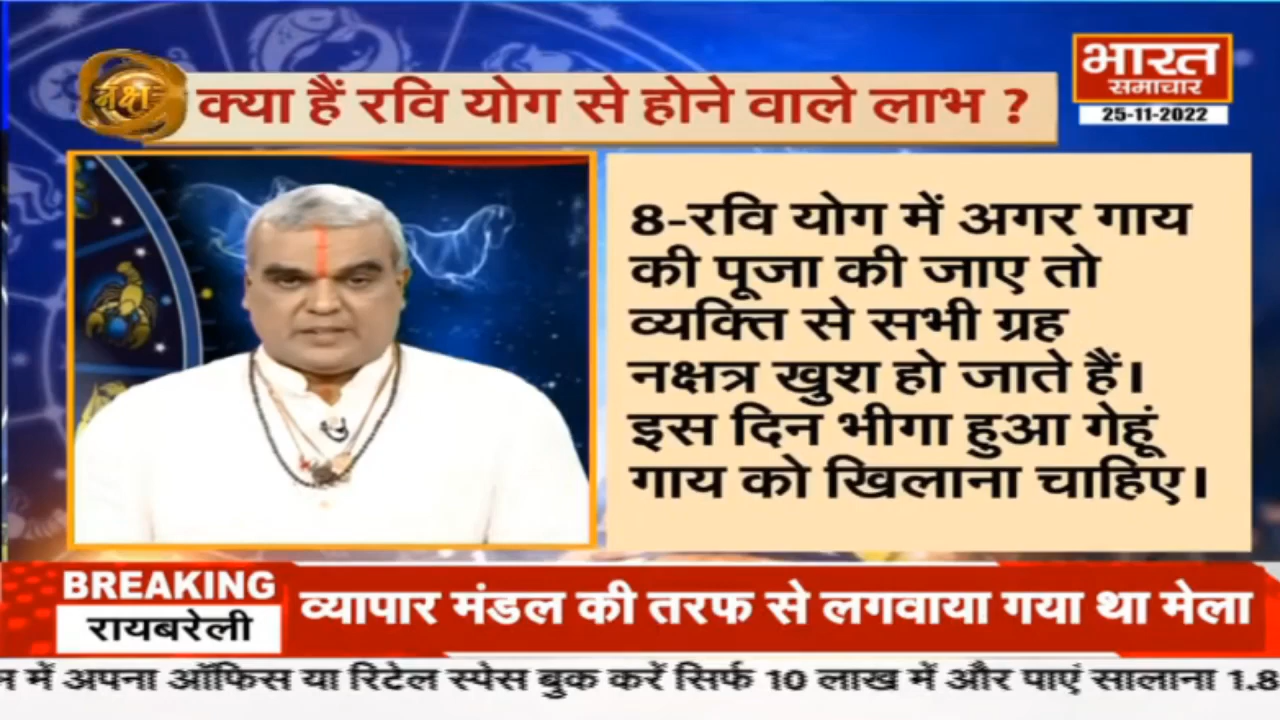 नक्ष
क्या हैं रवि योग से होने वाले लाभ ?
भारत
समाचार
25-11-2022
8-रवि योग में अगर गाय
की पूजा की जाए तो
व्यक्ति से सभी ग्रह
नक्षत्र खुश हो जाते हैं।
इस दिन भीगा हुआ गेहूं
गाय को खिलाना चाहिए।
BREAKING
रायबरेली
व्यापार मंडल की तरफ से लगवाया गया था मेला
में अपना ऑफिस या रिटेल स्पेस बुक करें सिर्फ 10 लाख में और पाएं सालाना